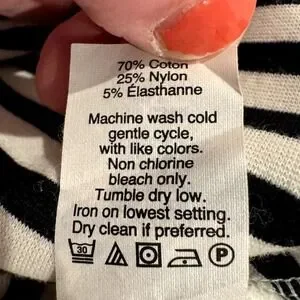 70% Coton
25% Nylon
5% Élasthanne
Machine wash cold
gentle cycle,
with like colors.
Non chlorine
bleach only.
Tumble dry low.
Iron on lowest setting.
Dry clean if preferred.
30 P